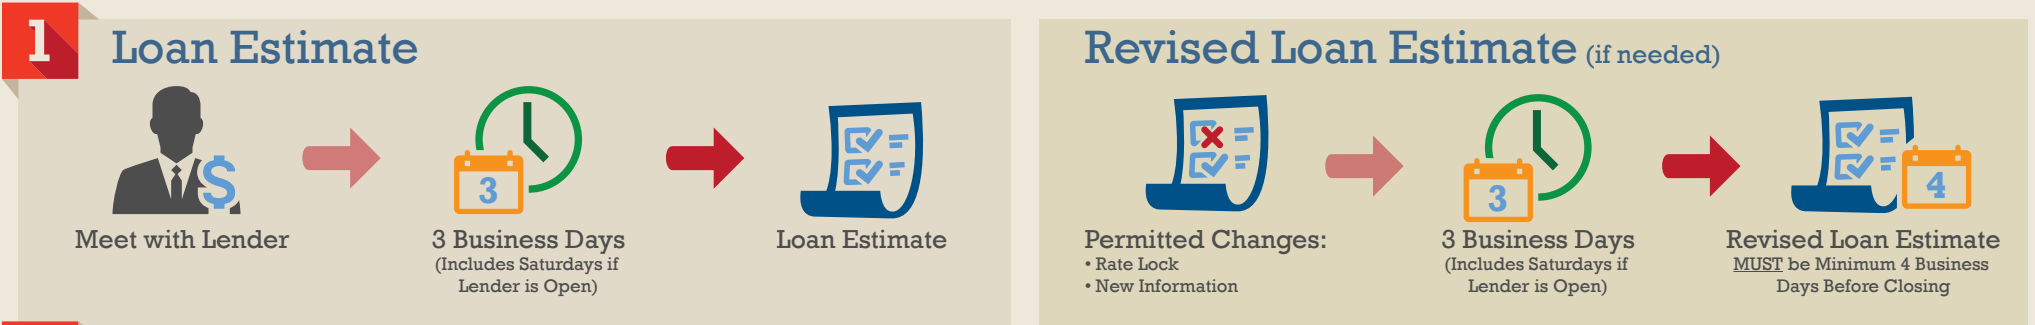 1
Loan Estimate
$
3
Meet with Lender
3 Business Days
(Includes Saturdays if
Lender is Open)
Loan Estimate
Revised Loan Estimate (if needed)
3
4
Permitted Changes:
• Rate Lock
• New Information
3 Business Days
(Includes Saturdays if
Lender is Open)
Revised Loan Estimate
MUST be Minimum 4 Business
Days Before Closing